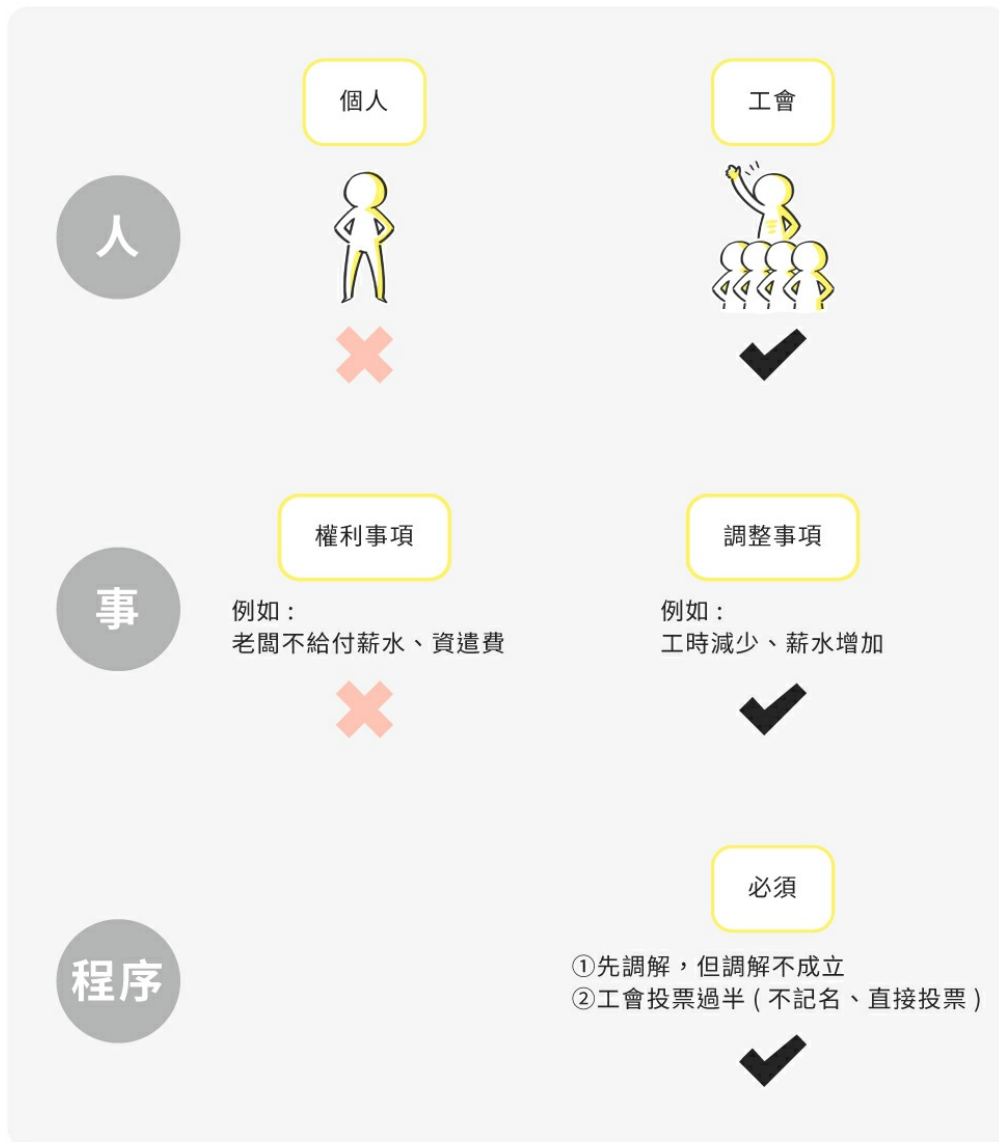 個人
工會
人
權利事項
調整事項
事
例如：
老闆不給付薪水、資遣費
例如：
工時減少、薪水增加
必須
程序
①先調解，但調解不成立
②工會投票過半 ( 不記名、直接投票 )